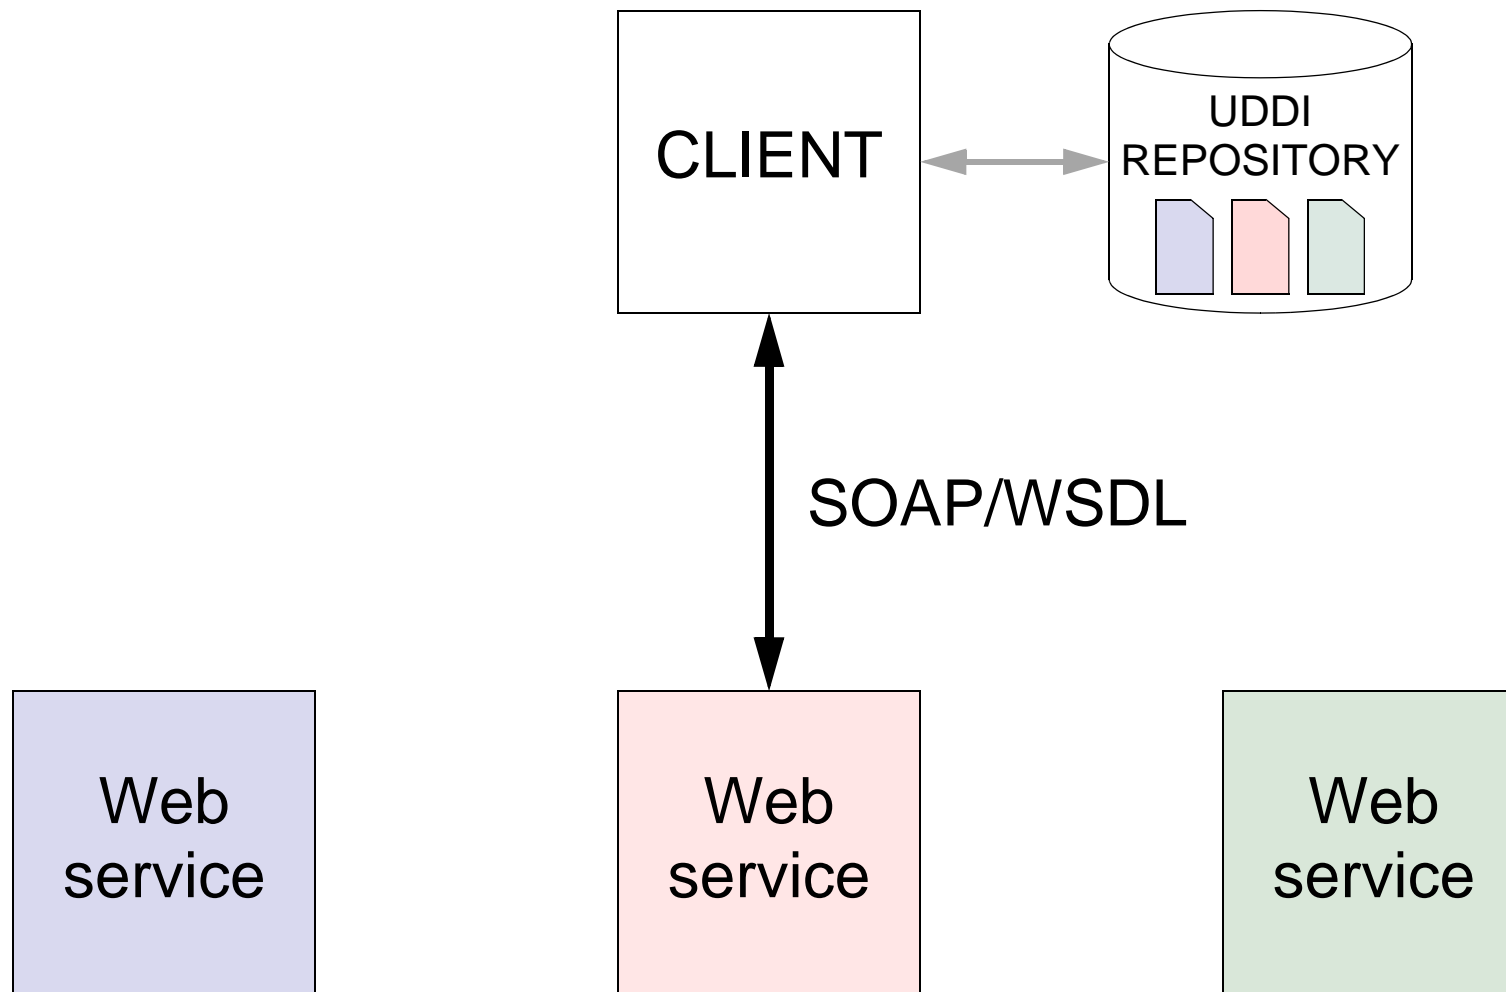 CLIENT
UDDI
REPOSITORY
SOAP/WSDL
Web
service
Web
service
Web
service